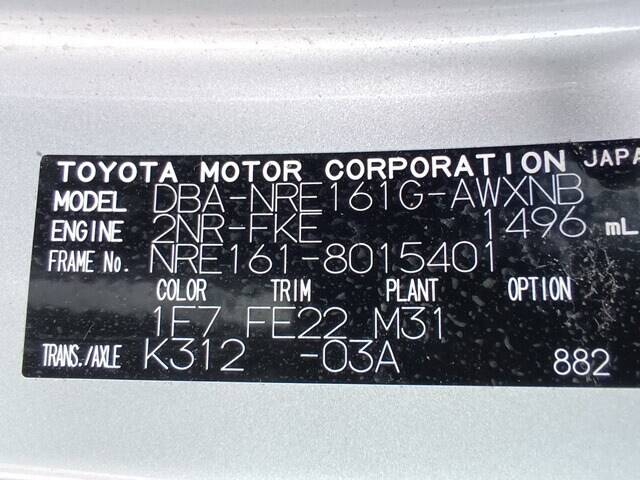 TOYOTA MOTOR CORPORATION JAPA
MODEL DBA-NRE161G-AWXNB
ENGINE 2NR-FKE 1496 mL
FRAME No. NRE161-8015401
COLOR TRIM PLANT OPTION
1F7 FE22 M31
TRANS./AXLE K312 -03A 882